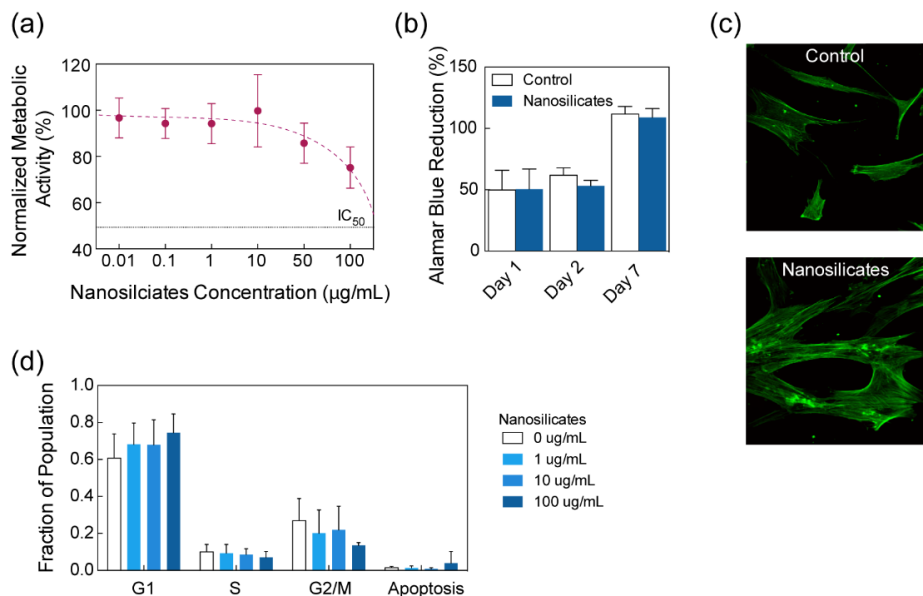 (a)
Normalized Metabolic
Activity (%)
120
100
80
60
40
IC50
0.01 0.1 1 10 50 100
Nanosilciates Concentration (μg/mL)
(b)
Alamar Blue Reduction (%)
150
100
50
0
Control
Nanosilicates
Day 1 Day 2 Day 7
(c)
Control
Nanosilicates
(d)
Fraction of Population
1.0
0.8
0.6
0.4
0.2
0.0
G1 S G2/M Apoptosis
Nanosilicates
0 ug/mL
1 ug/mL
10 ug/mL
100 ug/mL